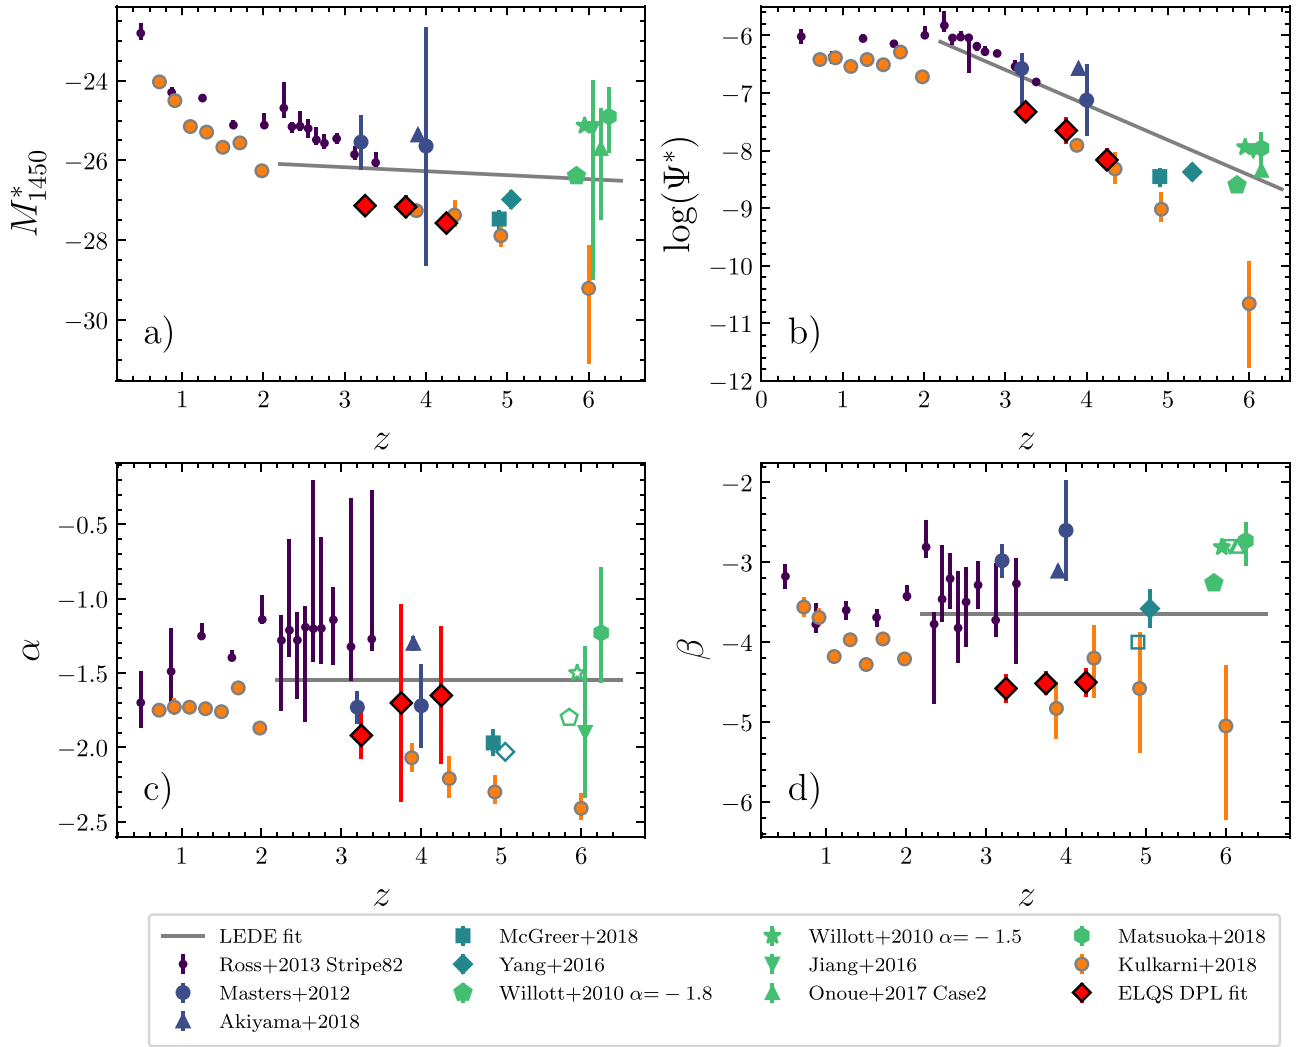 −24
−26
−28
−30
M*1450
a)
1 2 3 4 5 6
z
−6
−7
−8
−9
−10
−11
−12
log(Ψ*)
b)
0 1 2 3 4 5 6
z
−0.5
−1.0
−1.5
−2.0
−2.5
α
c)
1 2 3 4 5 6
z
−2
−3
−4
−5
−6
β
d)
1 2 3 4 5 6
z
LEDE fit
Ross+2013 Stripe82
Masters+2012
Akiyama+2018
McGreer+2018
Yang+2016
Willott+2010 α= − 1.8
Willott+2010 α= − 1.5
Jiang+2016
Onoue+2017 Case2
Matsuoka+2018
Kulkarni+2018
ELQS DPL fit